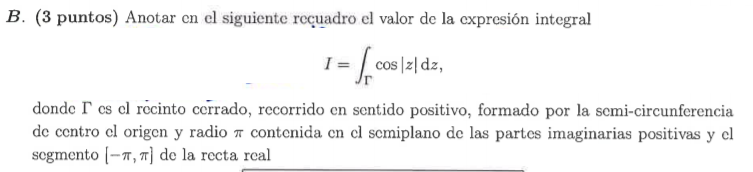 B. (3 puntos) Anotar en el siguiente recuadro el valor de la expresión integral
I = ∫_Γ cos |z| dz,
donde Γ es el recinto cerrado, recorrido en sentido positivo, formado por la semi-circunferencia
de centro el origen y radio π contenida en el semiplano de las partes imaginarias positivas y el
segmento [−π, π] de la recta real